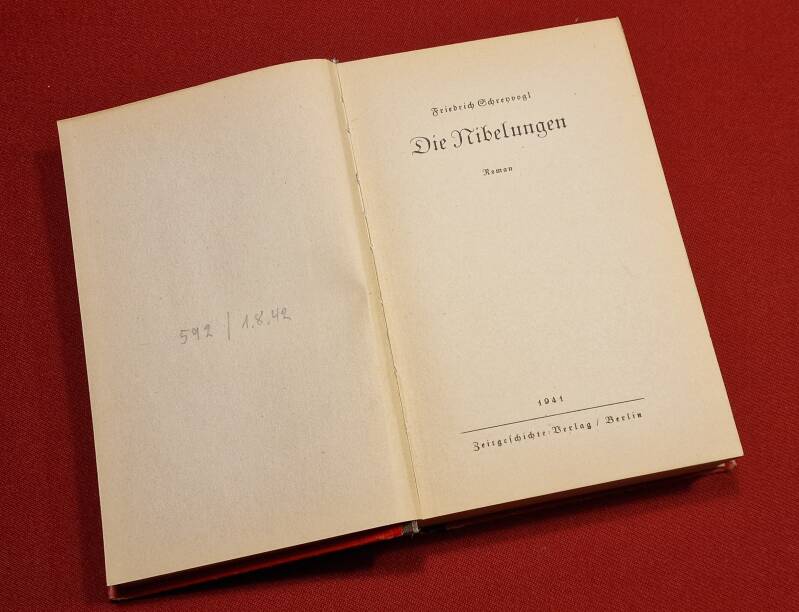 592 / 1.8.42
Friedrich Schreyvogl
Die Nibelungen
Roman
1941
Zeitgeschichte-Verlag / Berlin